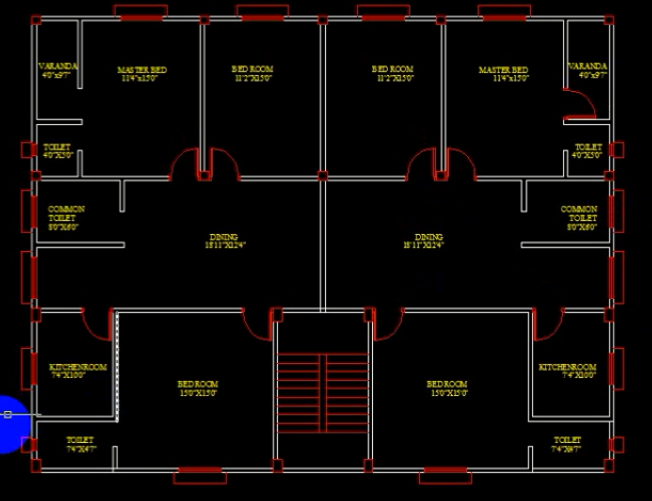 VARANDA
4'0"x9'7"
MASTER BED
11'4"x15'0"
BED ROOM
11'2"X15'0"
BED ROOM
11'2"X15'0"
MASTER BED
11'4"x15'0"
VARANDA
4'0"x9'7"
TOILET
4'0"X5'0"
TOILET
4'0"X5'0"
COMMON
TOILET
8'0"X6'0"
DINING
18'11"X12'4"
DINING
18'11"X12'4"
COMMON
TOILET
8'0"X6'0"
KITCHENROOM
7'4"X10'0"
BED ROOM
15'0"X15'0"
BED ROOM
15'0"X15'0"
KITCHENROOM
7'4"X10'0"
TOILET
7'4"X4'7"
TOILET